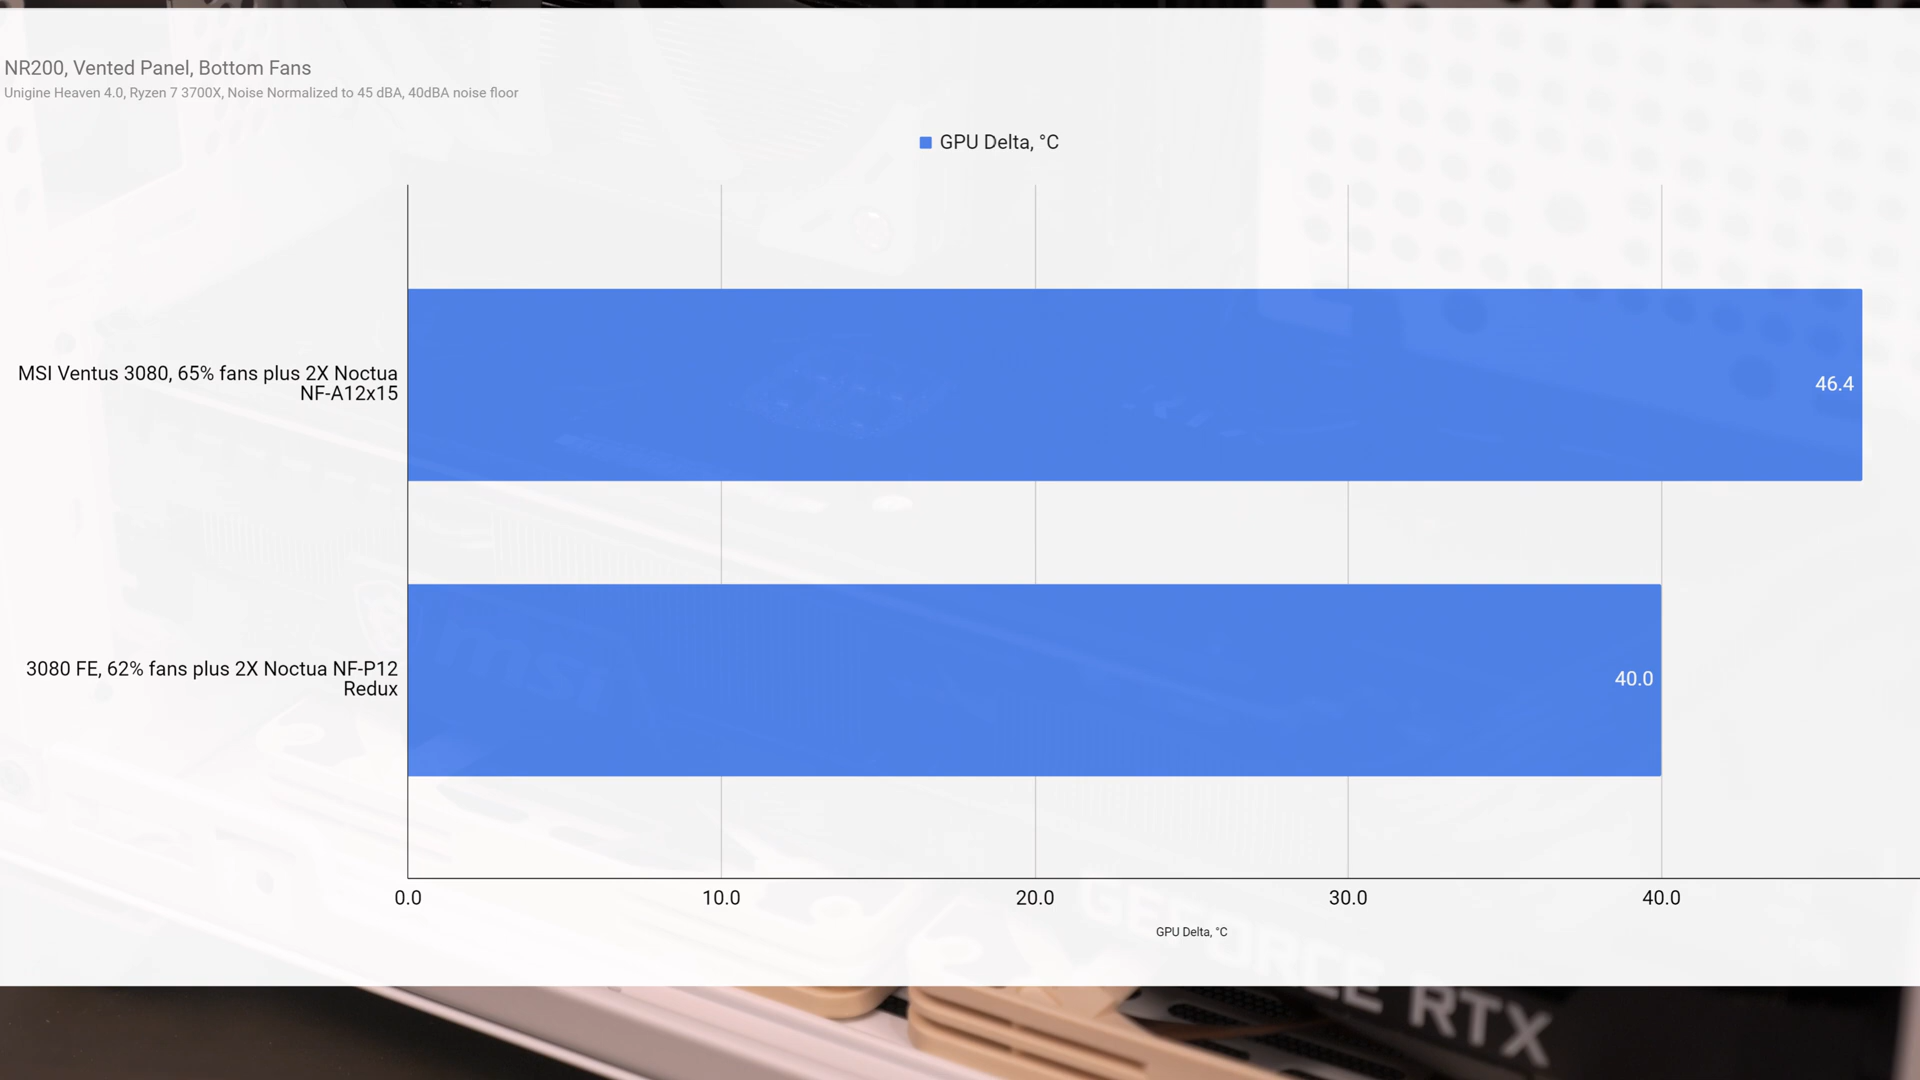 NR200, Vented Panel, Bottom Fans
Unigine Heaven 4.0, Ryzen 7 3700X, Noise Normalized to 45 dBA, 40dBA noise floor
GPU Delta, °C
MSI Ventus 3080, 65% fans plus 2X Noctua
NF-A12x15
46.4
3080 FE, 62% fans plus 2X Noctua NF-P12
Redux
40.0
msi
0.0 10.0 20.0 30.0 40.0
GPU Delta, °C
GEFORCE RTX